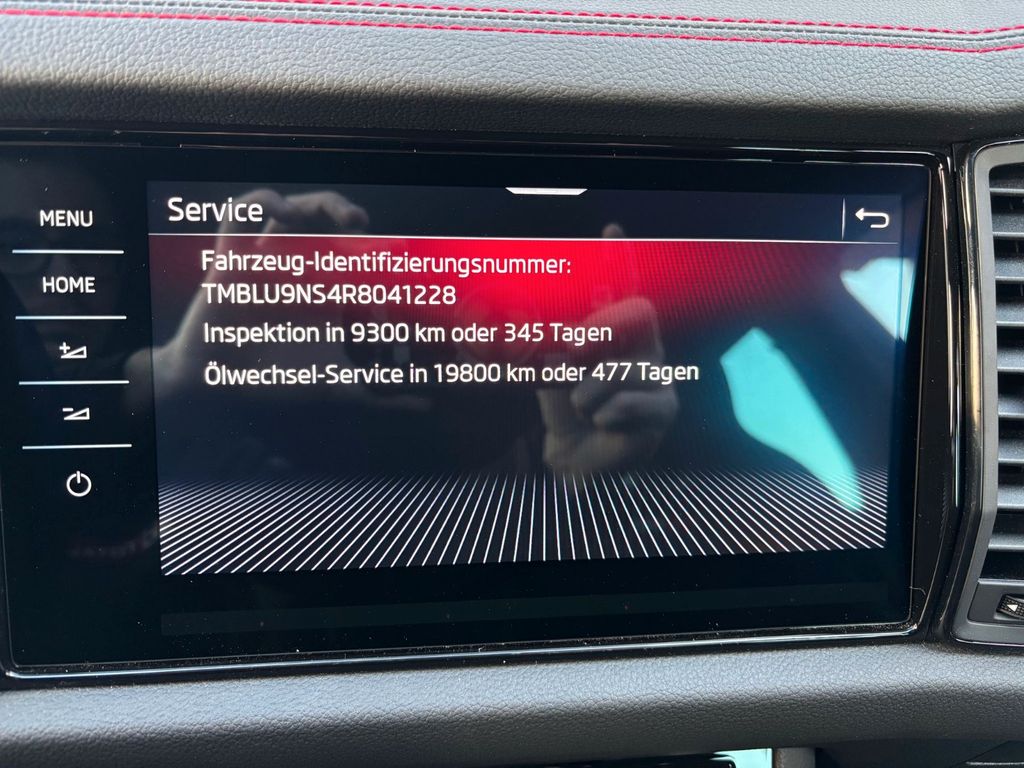 Service
MENU
HOME
Fahrzeug-Identifizierungsnummer:
TMBLU9NS4R8041228
Inspektion in 9300 km oder 345 Tagen
Ölwechsel-Service in 19800 km oder 477 Tagen